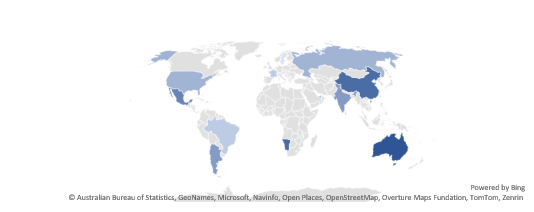 Powered by Bing
© Australian Bureau of Statistics, GeoNames, Microsoft, Navinfo, Open Places, OpenStreetMap, Overture Maps Fundation, TomTom, Zenrin